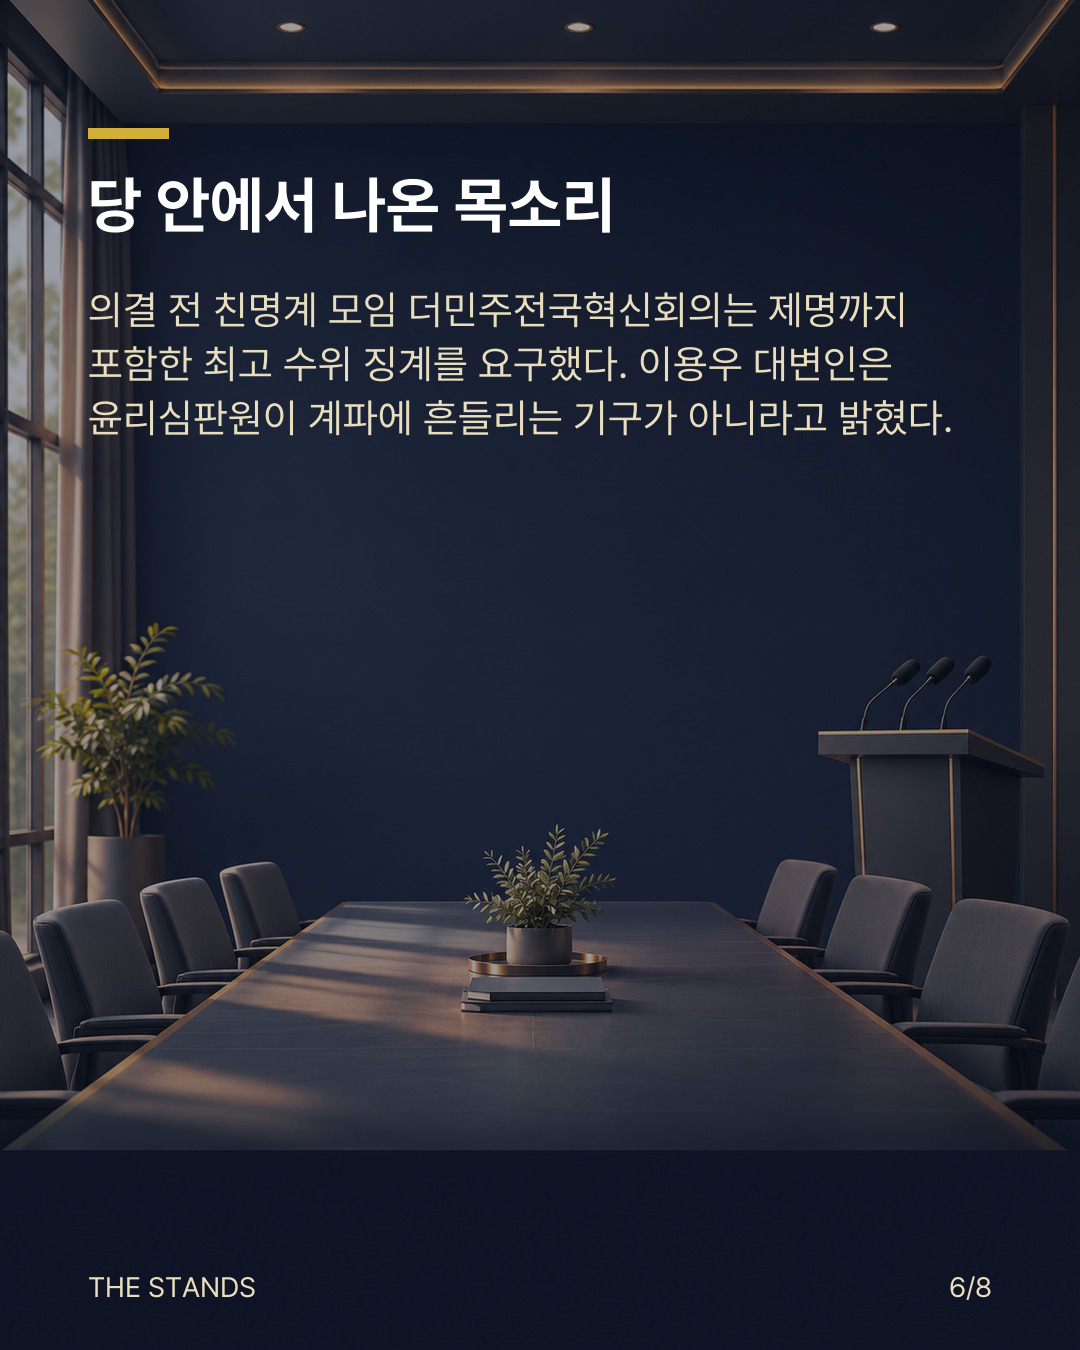 당 안에서 나온 목소리
의결 전 친명계 모임 더민주전국혁신회의는 제명까지
포함한 최고 수위 징계를 요구했다. 이용우 대변인은
윤리심판원이 계파에 흔들리는 기구가 아니라고 밝혔다.
THE STANDS
6/8